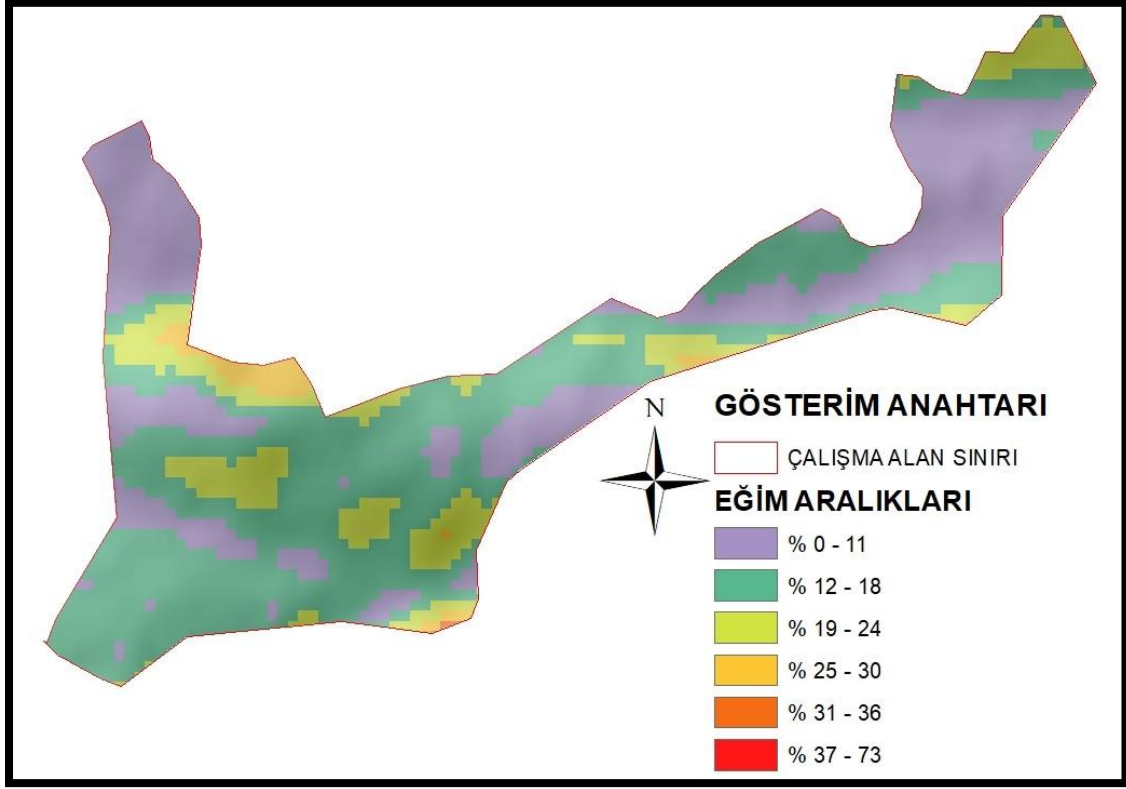 N
GÖSTERİM ANAHTARI
ÇALIŞMA ALAN SINIRI
EĞİM ARALIKLARI
% 0 - 11
% 12 - 18
% 19 - 24
% 25 - 30
% 31 - 36
% 37 - 73